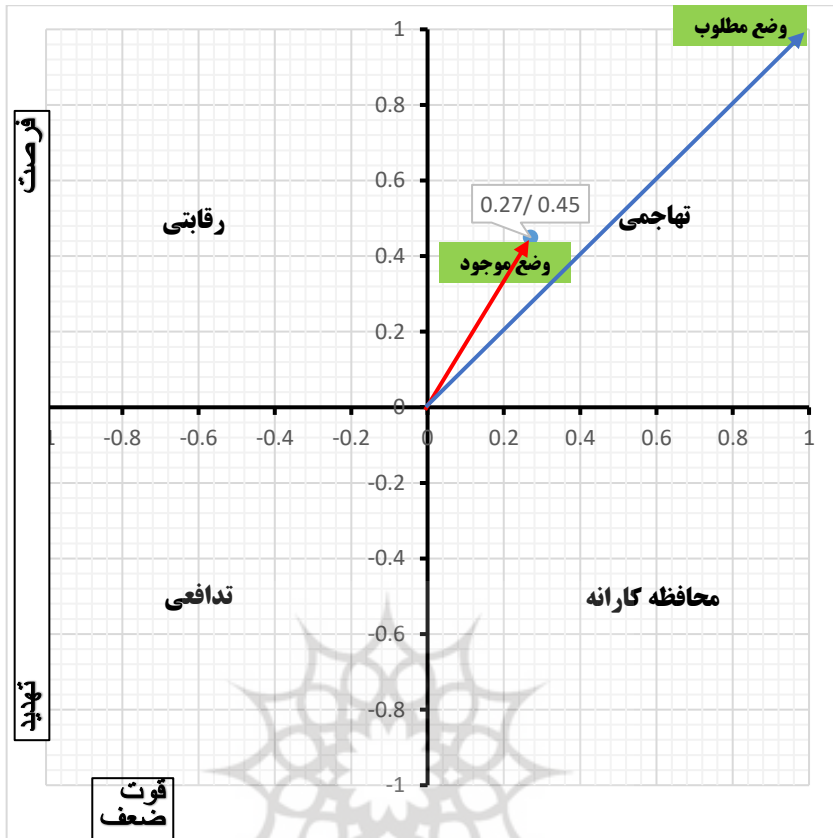 وضع مطلوب
1
0.8
0.6
0.4
0.2
0
-0.2
-0.4
-0.6
-0.8
-1
1
-0.8
-0.6
-0.4
-0.2
0
0.2
0.4
0.6
0.8
1
0.27/ 0.45
وضع موجود
تهاجمی
رقابتی
تدافعی
محافظه کارانه
فرصت
تهدید
قوت
ضعف